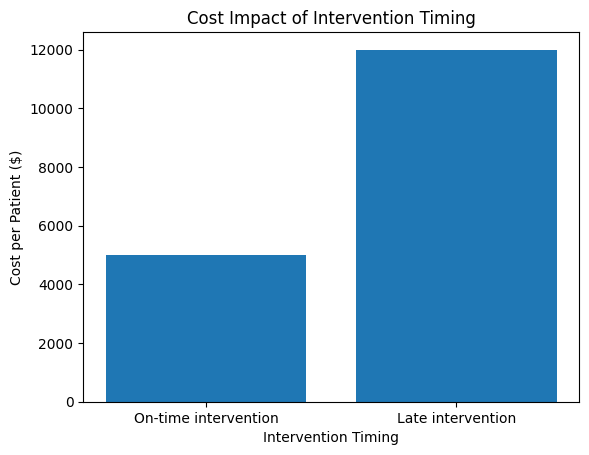 Cost Impact of Intervention Timing
Cost per Patient ($)
12000
10000
8000
6000
4000
2000
0
On-time intervention
Late intervention
Intervention Timing